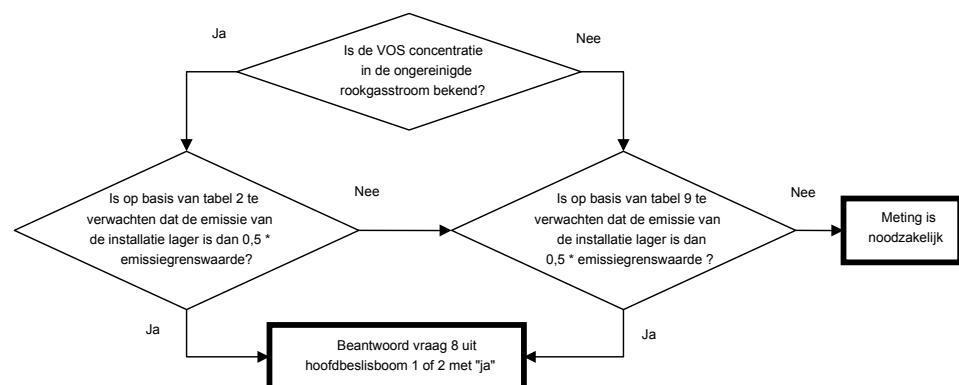 Ja
Is de VOS concentratie
in de ongereinigde
rookgasstroom bekend?
Nee
Is op basis van tabel 2 te
verwachten dat de emissie van
de installatie lager is dan 0,5 *
emissiegrenswaarde?
Nee
Is op basis van tabel 9 te
verwachten dat de emissie van
de installatie lager is dan
0,5 * emissiegrenswaarde ?
Nee
Meting is
noodzakelijk
Ja
Beantwoord vraag 8 uit
hoofdbeslisboom 1 of 2 met "ja"
Ja